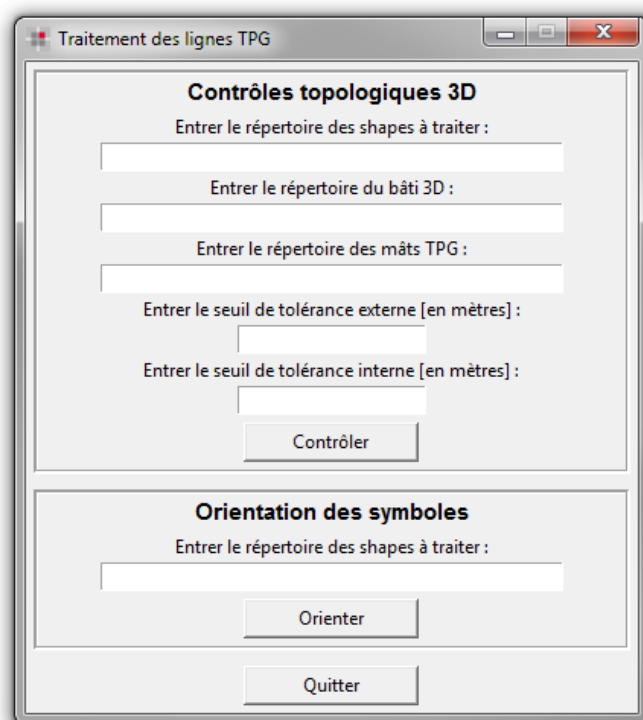 Traitement des lignes TPG
Contrôles topologiques 3D
Entrer le répertoire des shapes à traiter :
Entrer le répertoire du bâti 3D :
Entrer le répertoire des mâts TPG :
Entrer le seuil de tolérance externe [en mètres] :
Entrer le seuil de tolérance interne [en mètres] :
Contrôler
Orientation des symboles
Entrer le répertoire des shapes à traiter :
Orienter
Quitter